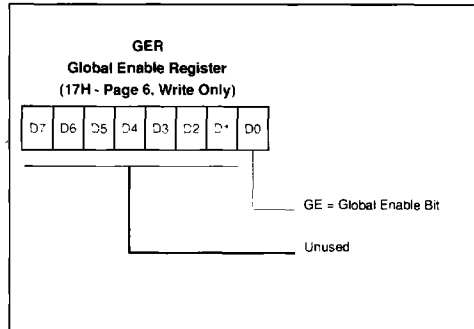 GER
Global Enable Register
(17H - Page 6, Write Only)
D7 D6 D5 D4 D3 D2 D1 D0
GE = Global Enable Bit
Unused